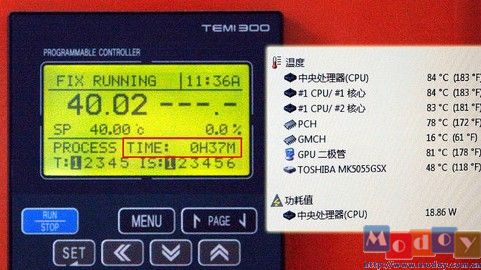 TEMI300
PROGRAMMABLE CONTROLLER
FIX RUNNING 11:36A
40.02 ---.-
SP 40.00℃ 0.0%
PROCESS TIME: 0H37M
T:12345 IS:123456
RUN
STOP
MENU
PAGE
SET
温度
中央处理器(CPU) 84 °C (183 °F)
#1 CPU/ #1 核心 84 °C (183 °F)
#1 CPU/ #2 核心 83 °C (181 °F)
PCH 78 °C (172 °F)
GMCH 16 °C (61 °F)
GPU 二极管 81 °C (178 °F)
TOSHIBA MK5055GSX 48 °C (118 °F)
功耗值
中央处理器(CPU) 18.86 W
Modoy